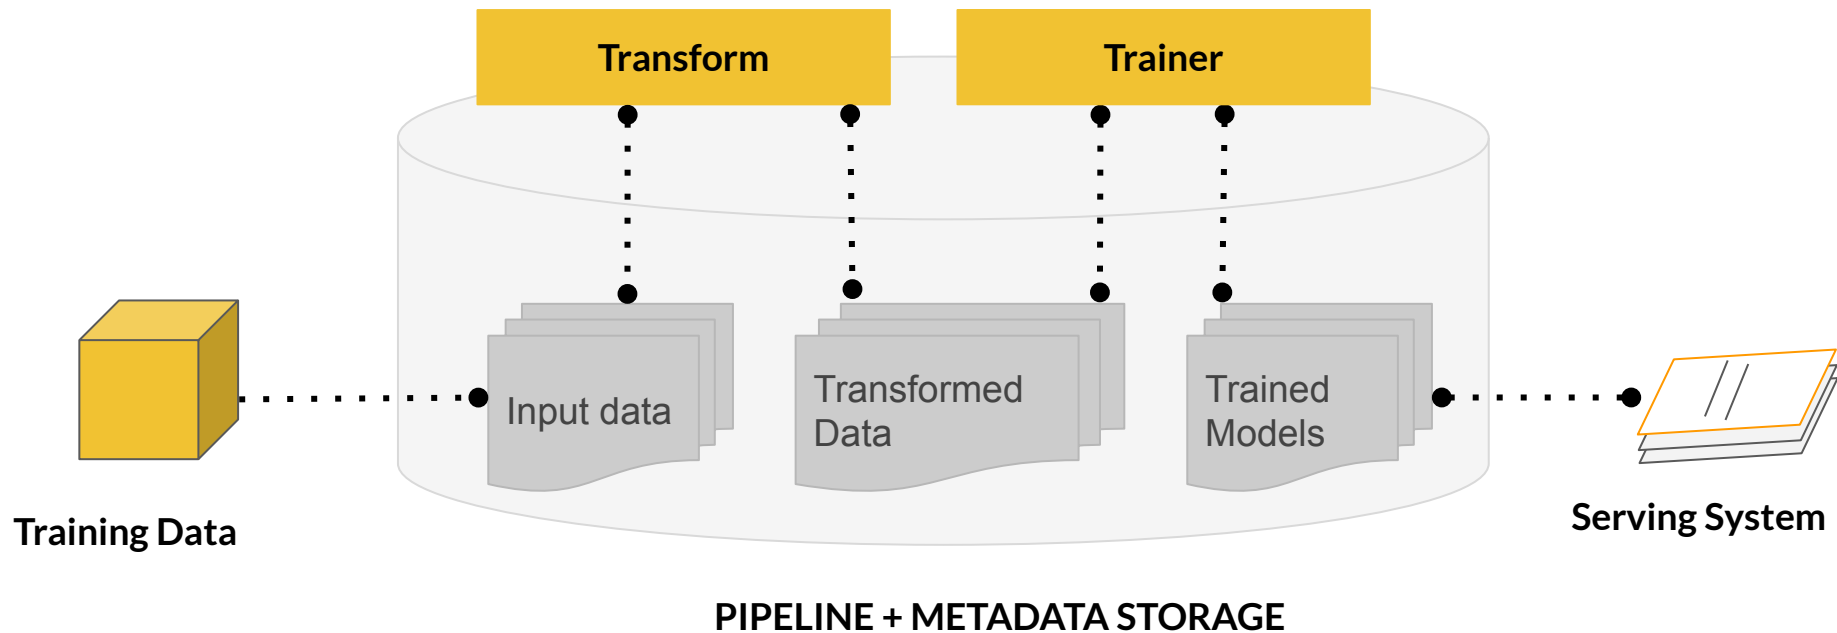 Transform
Trainer
Input data
Transformed
Data
Trained
Models
Training Data
Serving System
PIPELINE + METADATA STORAGE